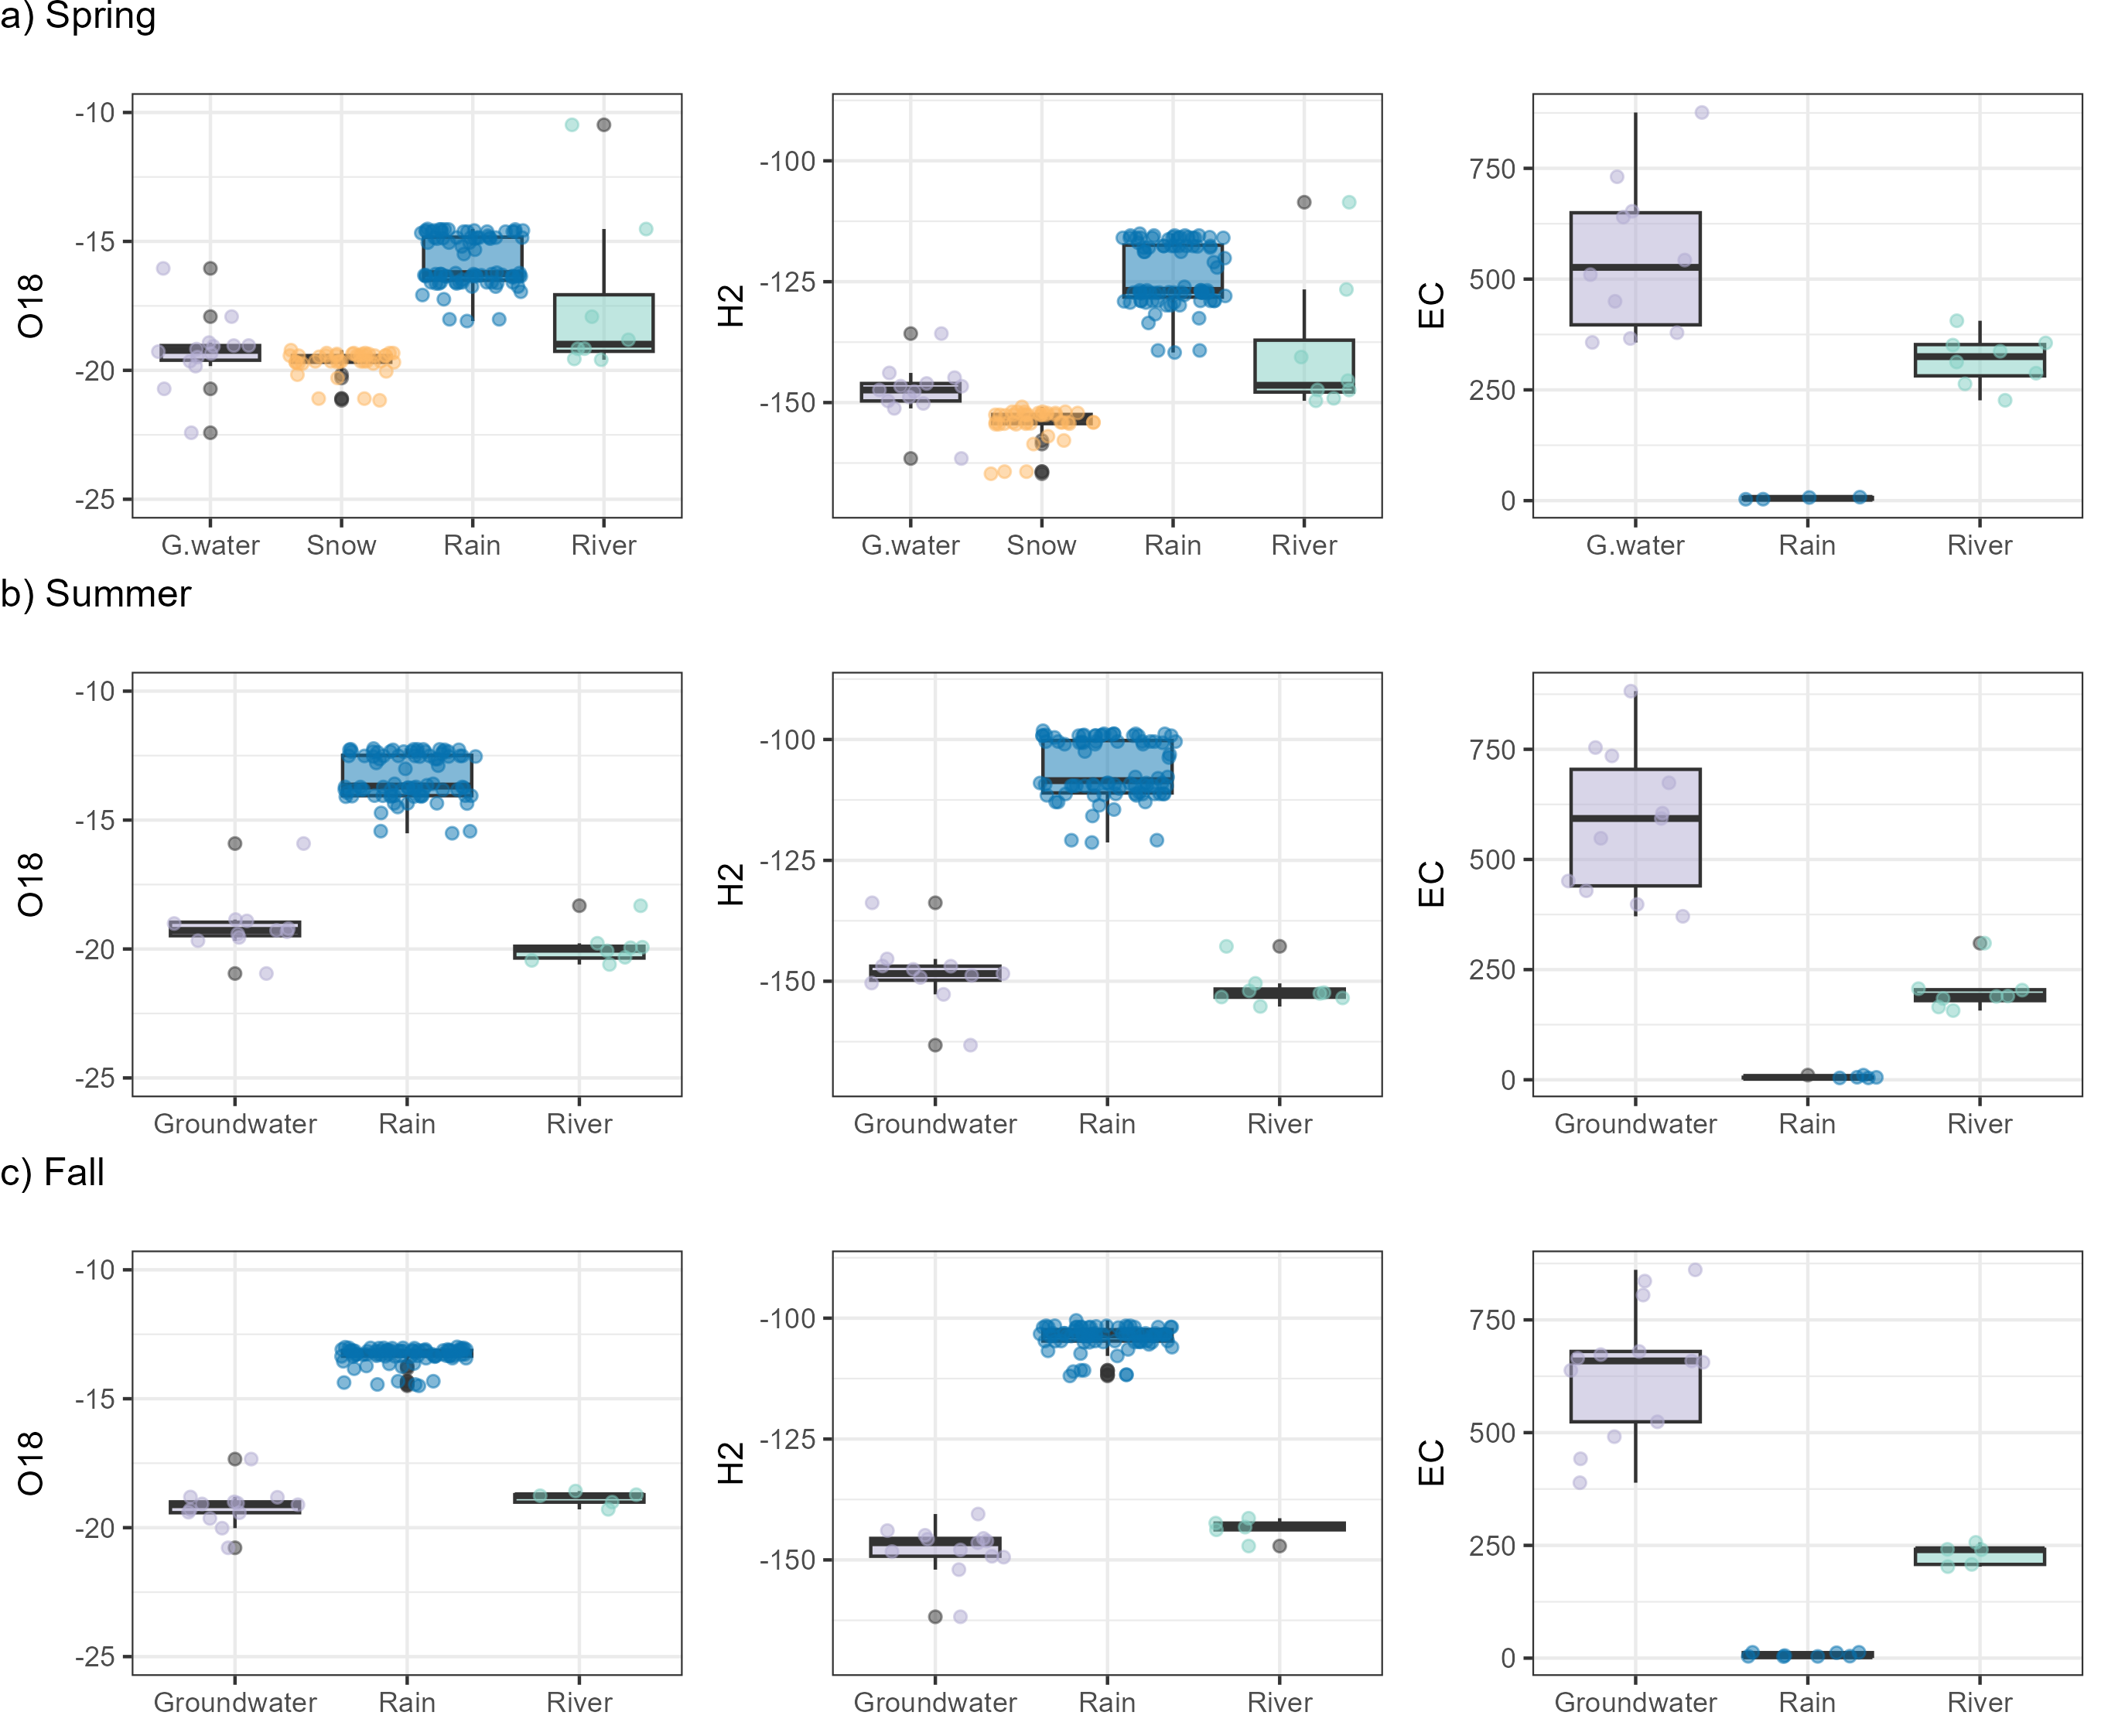 a) Spring
O18
-10
-15
-20
-25
G.water Snow Rain River
H2
-100
-125
-150
G.water Snow Rain River
EC
750
500
250
0
G.water Rain River
b) Summer
O18
-10
-15
-20
-25
Groundwater Rain River
H2
-100
-125
-150
Groundwater Rain River
EC
750
500
250
0
Groundwater Rain River
c) Fall
O18
-10
-15
-20
-25
Groundwater Rain River
H2
-100
-125
-150
Groundwater Rain River
EC
750
500
250
0
Groundwater Rain River